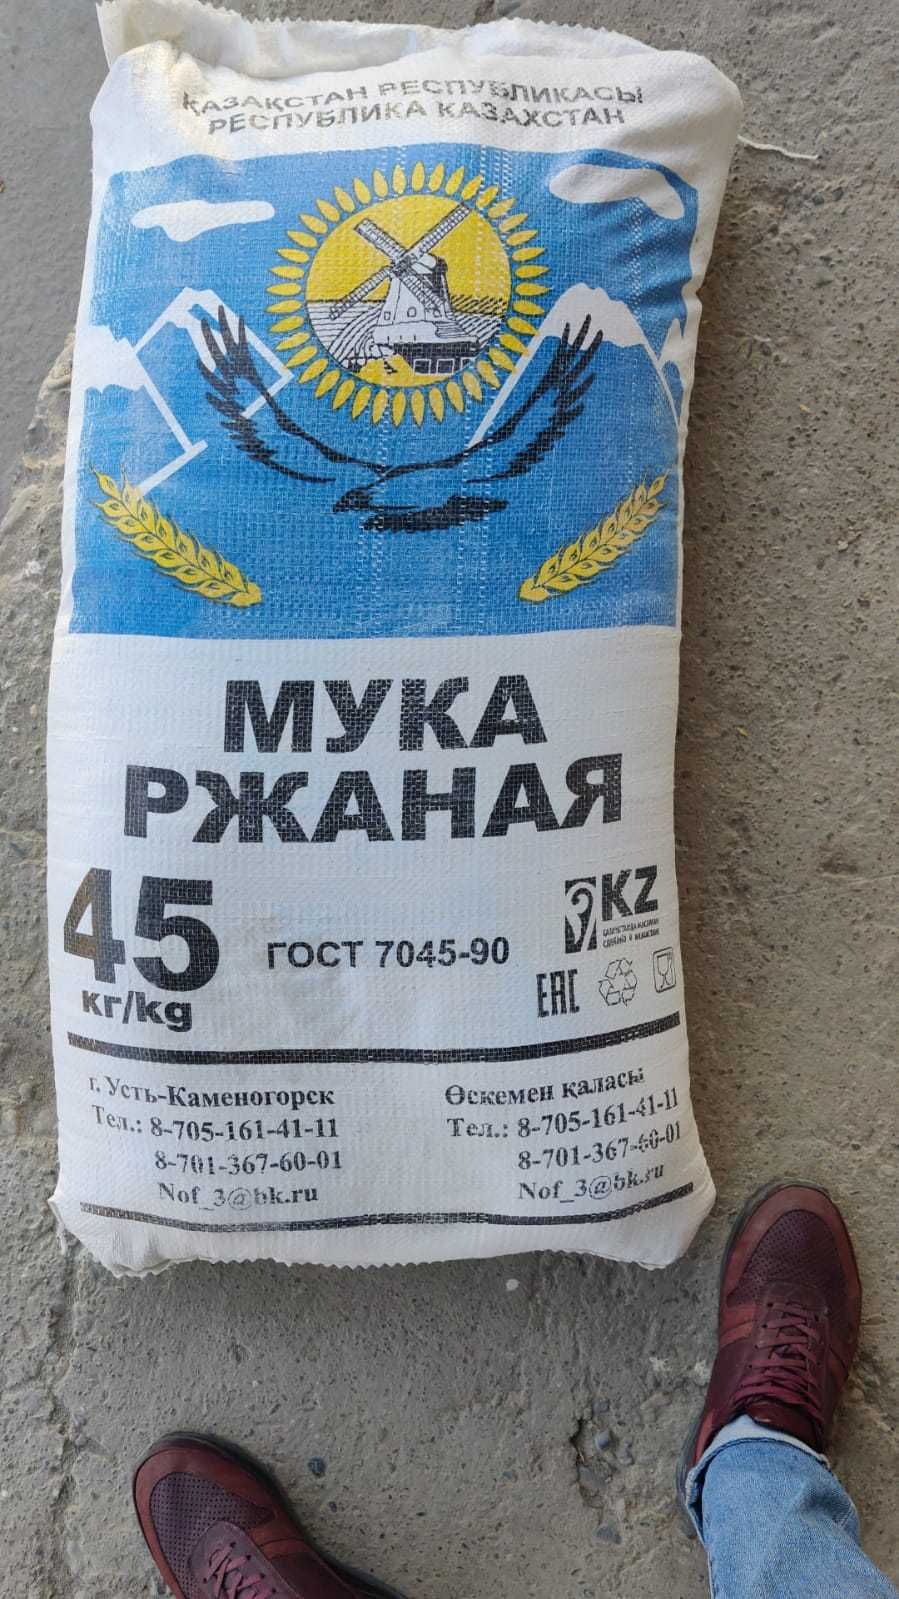 ҚАЗАҚСТАН РЕСПУБЛИКАСЫ
РЕСПУБЛИКА КАЗАХСТАН
МУКА
РЖАНАЯ
45
кг/kg
ГОСТ 7045-90
KZ
СДЕЛАНО В КАЗАХСТАНЕ
EAC
г. Усть-Каменогорск
Тел.: 8-705-161-41-11
8-701-367-60-01
Nof_3@bk.ru
Өскемен қаласы
Тел.: 8-705-161-41-11
8-701-367-60-01
Nof_3@bk.ru